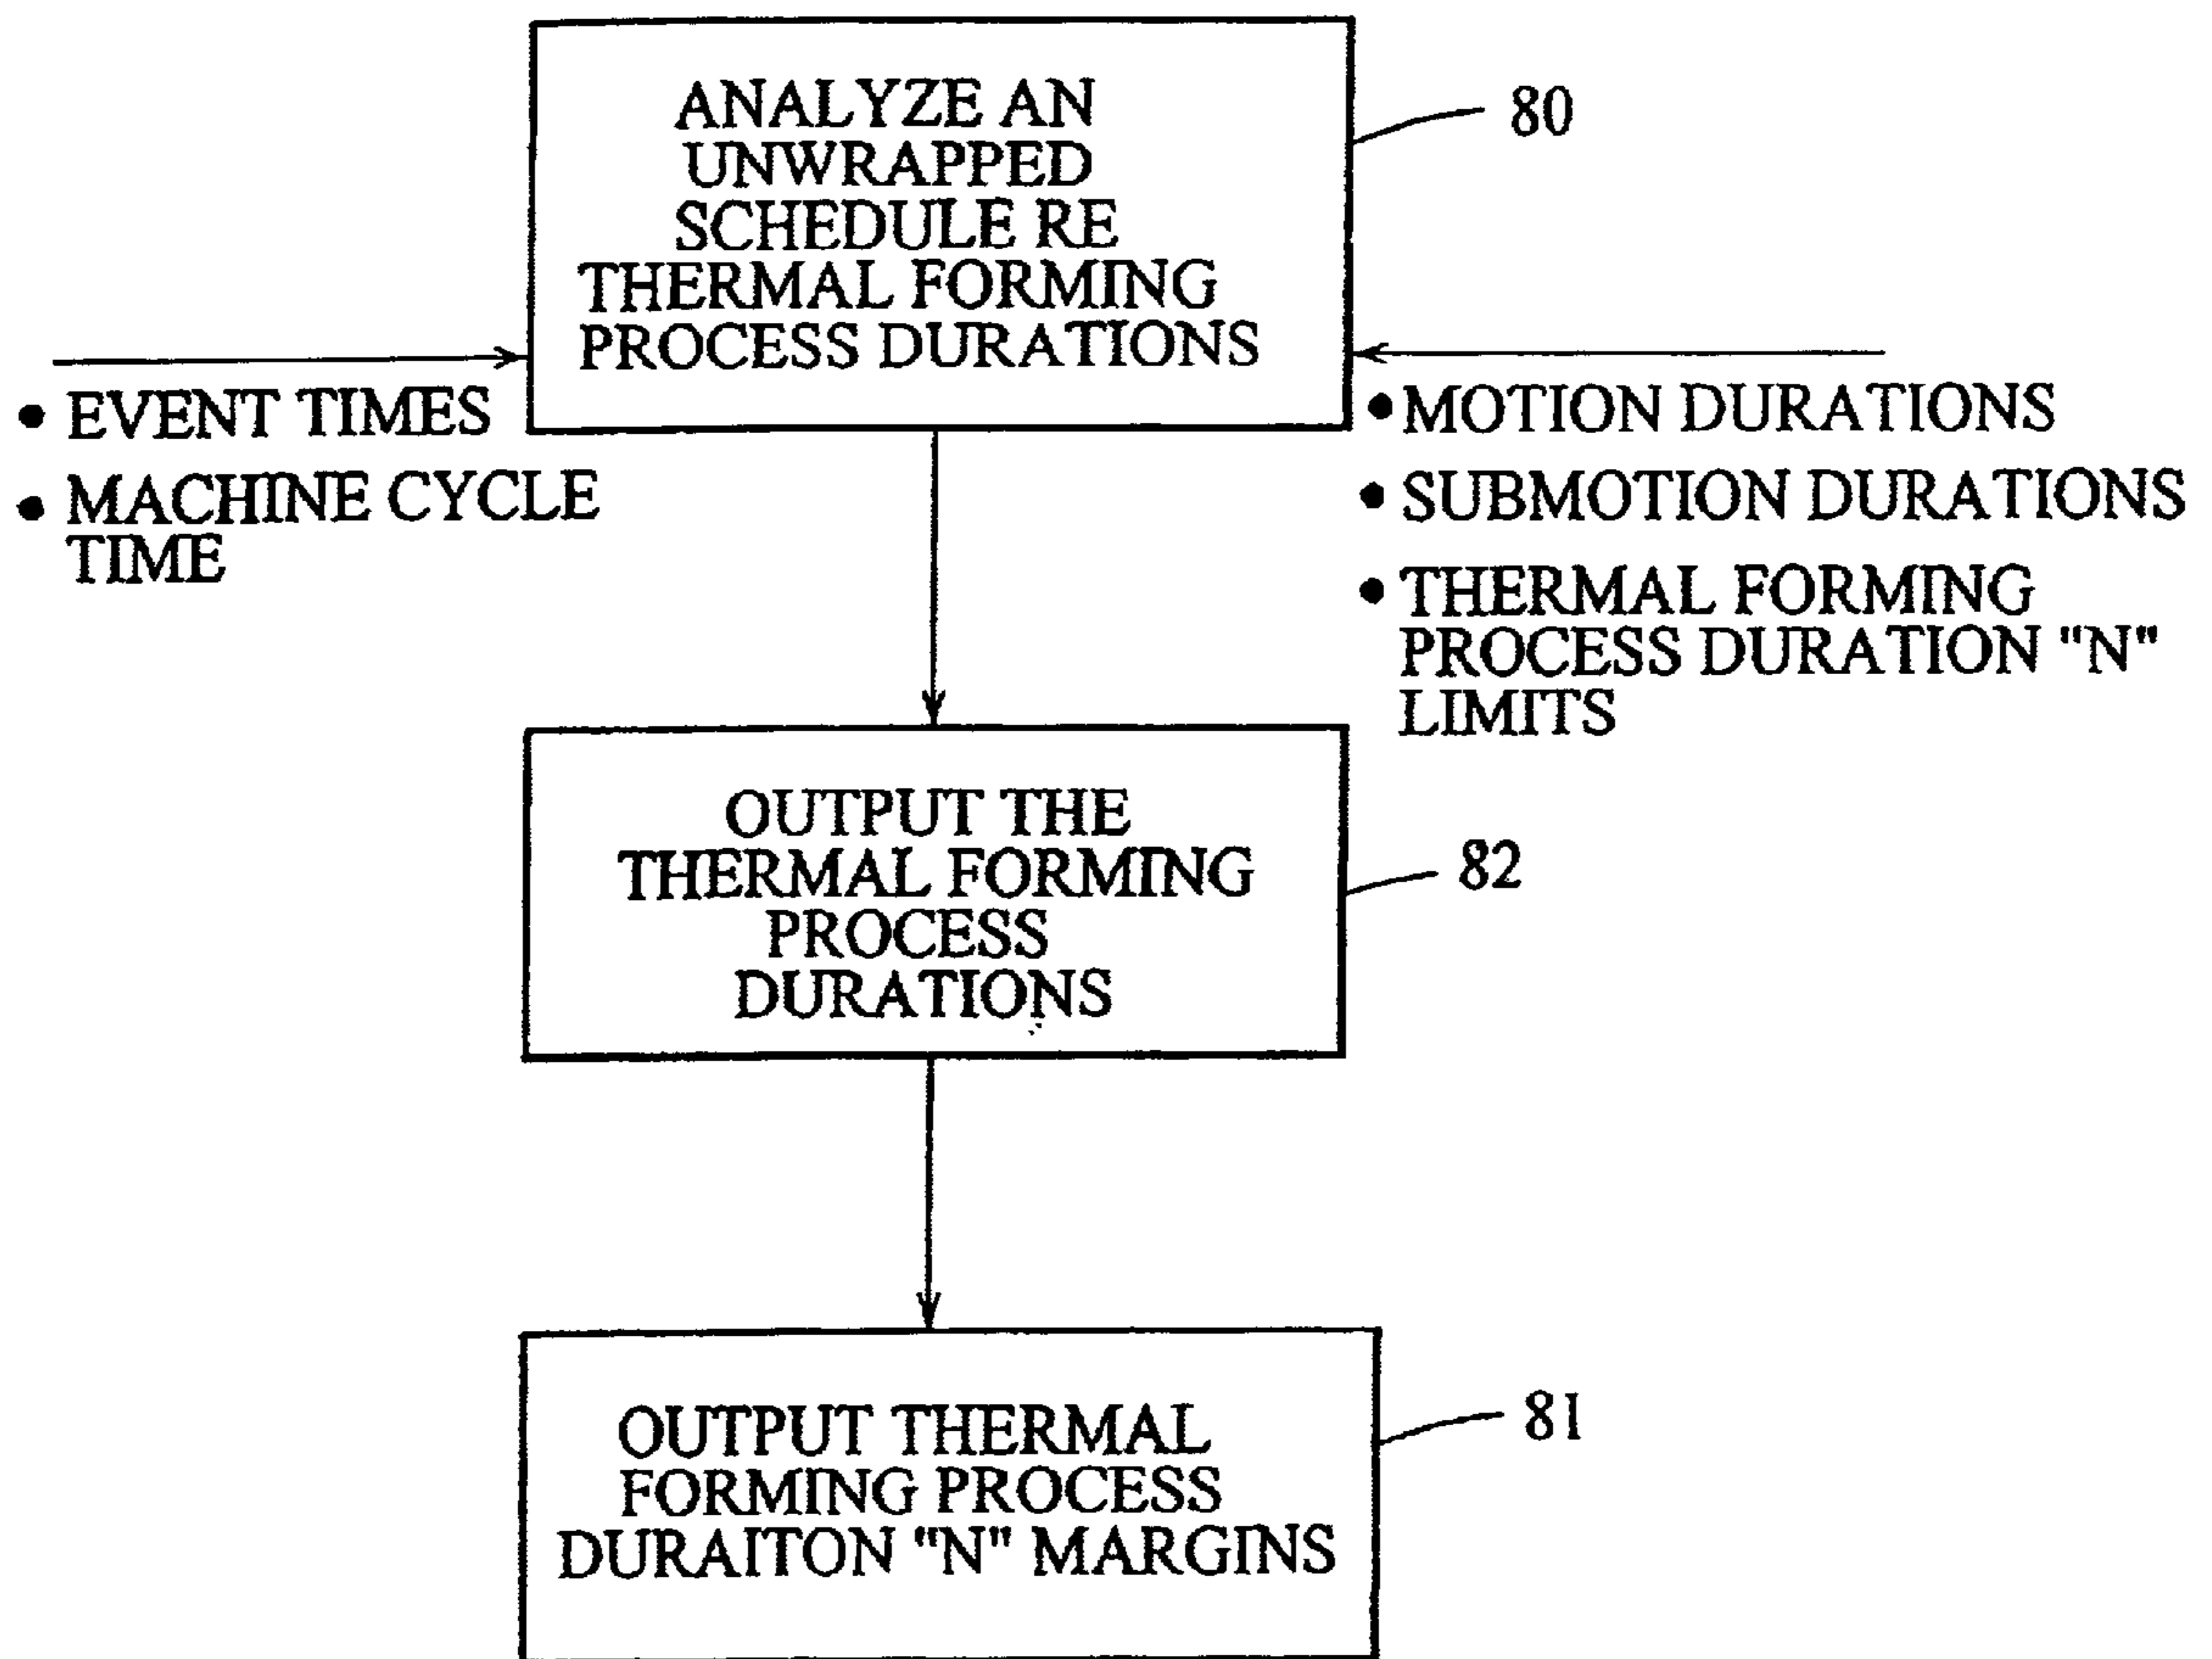 ANALYZE AN
UNWRAPPED
SCHEDULE RE
THERMAL FORMING
PROCESS DURATIONS
80
• EVENT TIMES
• MACHINE CYCLE
TIME
• MOTION DURATIONS
• SUBMOTION DURATIONS
• THERMAL FORMING
PROCESS DURATION "N"
LIMITS
OUTPUT THE
THERMAL FORMING
PROCESS
DURATIONS
82
OUTPUT THERMAL
FORMING PROCESS
DURAITON "N" MARGINS
81